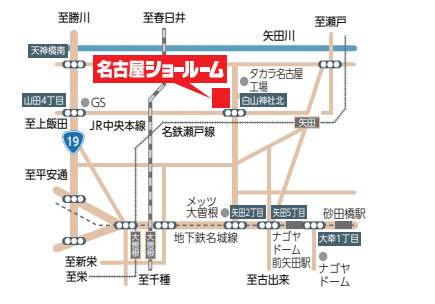 至勝川
至春日井
至瀬戸
矢田川
天神橋南
名古屋ショールーム
タカラ名古屋
工場
山田4丁目
GS
白山神社北
至上飯田
JR中央本線
名鉄瀬戸線
矢田
19
至平安通
メッツ
大曽根
矢田2丁目
矢田5丁目
砂田橋駅
大曽根
大曽根
地下鉄名城線
ナゴヤ
ドーム
前矢田駅
大幸1丁目
至新栄
至栄
至千種
至古出来
ナゴヤ
ドーム